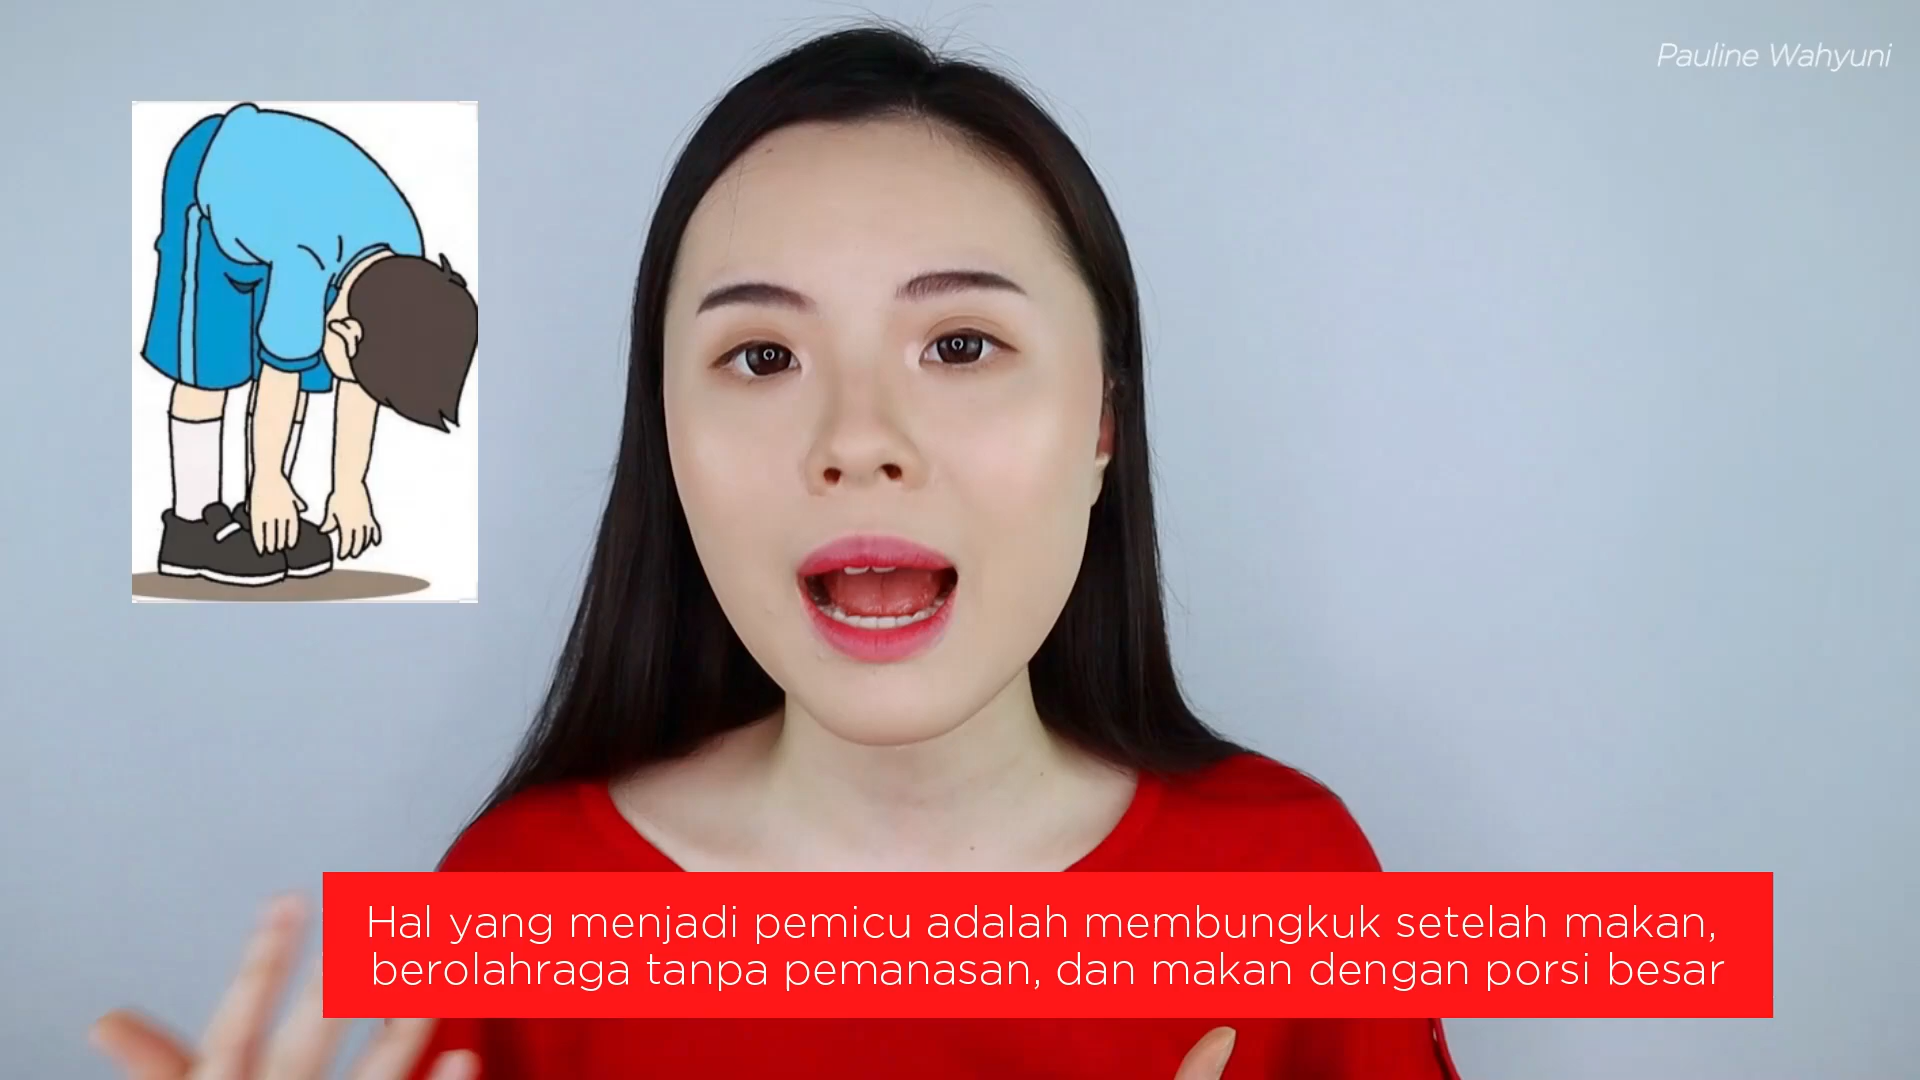 Pauline Wahyuni
Hal yang menjadi pemicu adalah membungkuk setelah makan,
berolahraga tanpa pemanasan, dan makan dengan porsi besar